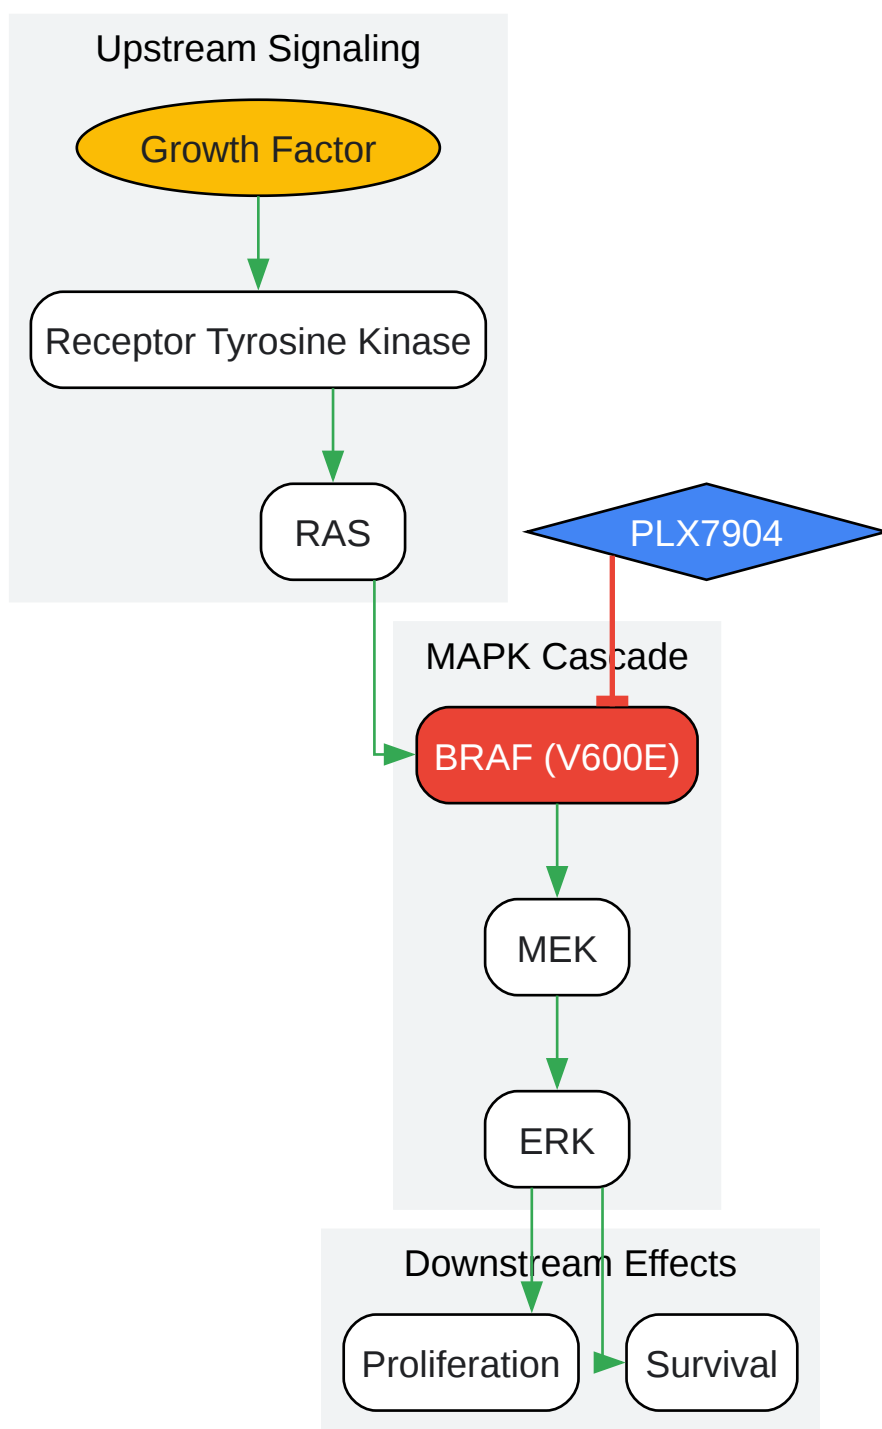 Upstream Signaling
Growth Factor
Receptor Tyrosine Kinase
RAS
PLX7904
MAPK Cascade
BRAF (V600E)
MEK
ERK
Downstream Effects
Proliferation
Survival